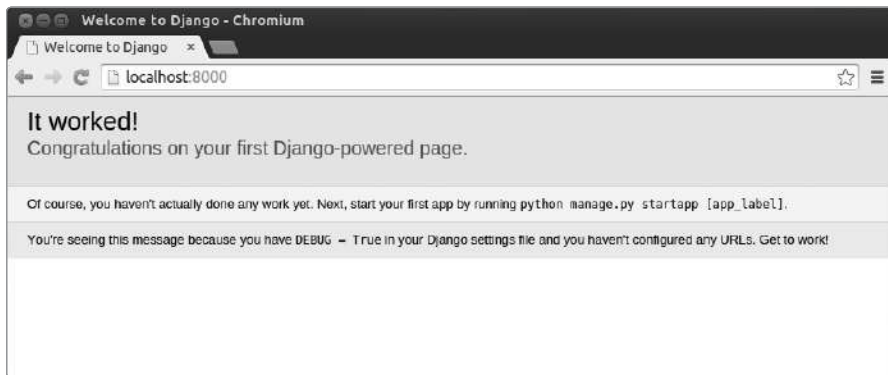 Welcome to Django - Chromium
Welcome to Django
localhost:8000
It worked!
Congratulations on your first Django-powered page.
Of course, you haven't actually done any work yet. Next, start your first app by running python manage.py startapp [app_label].
You're seeing this message because you have DEBUG = True in your Django settings file and you haven't configured any URLs. Get to work!